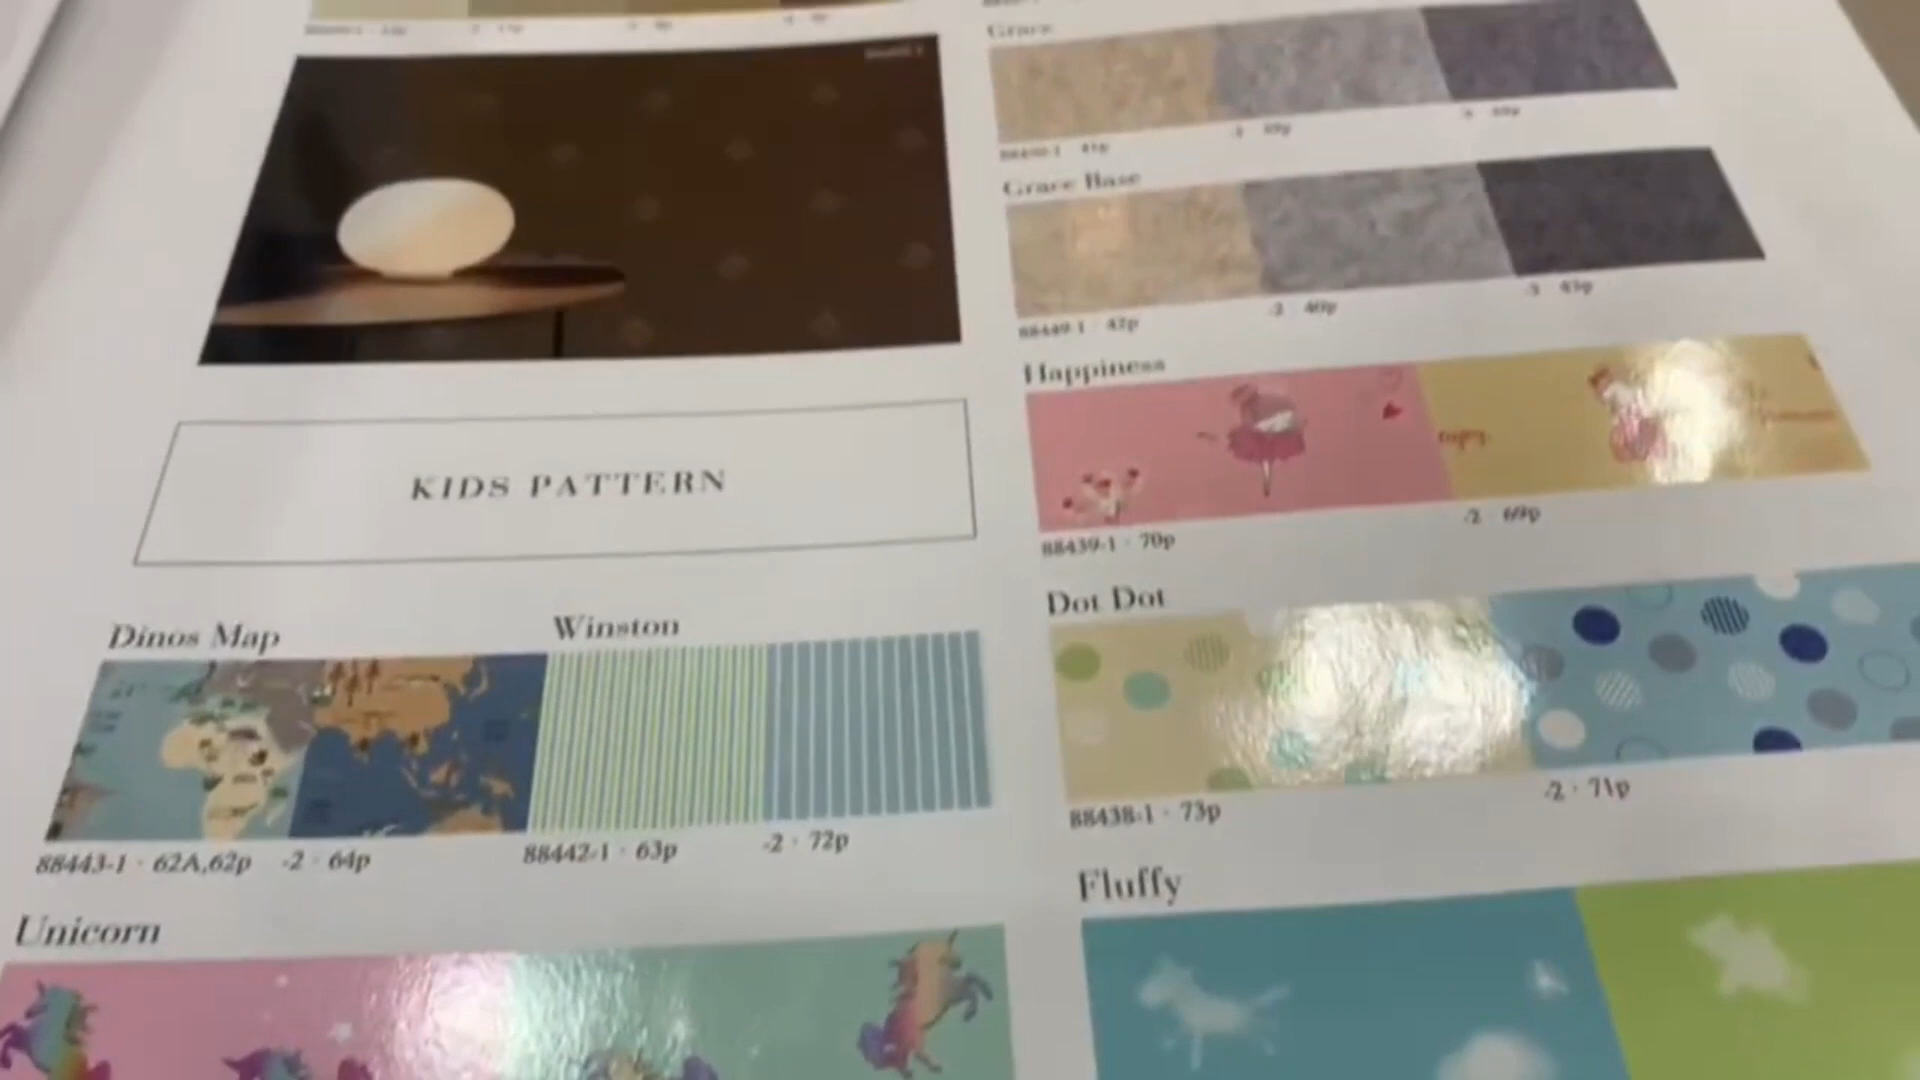 Grace
Grace Base
88449-1 · 42p
-2 · 40p
-3 · 43p
KIDS PATTERN
Happiness
88439-1 · 70p
-2 · 69p
Dinos Map
88443-1 · 62A,62p
-2 · 64p
Winston
88442-1 · 63p
-2 · 72p
Dot Dot
88438-1 · 73p
-2 · 71p
Unicorn
Fluffy